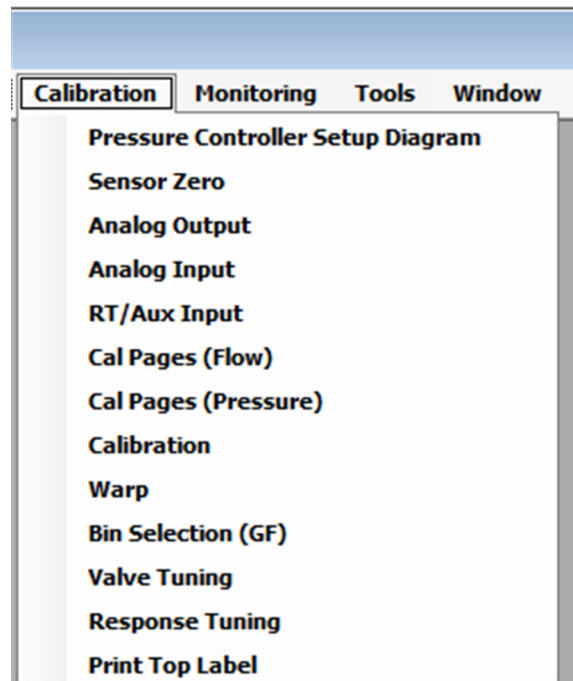 Calibration Monitoring Tools Window
Pressure Controller Setup Diagram
Sensor Zero
Analog Output
Analog Input
RT/Aux Input
Cal Pages (Flow)
Cal Pages (Pressure)
Calibration
Warp
Bin Selection (GF)
Valve Tuning
Response Tuning
Print Top Label